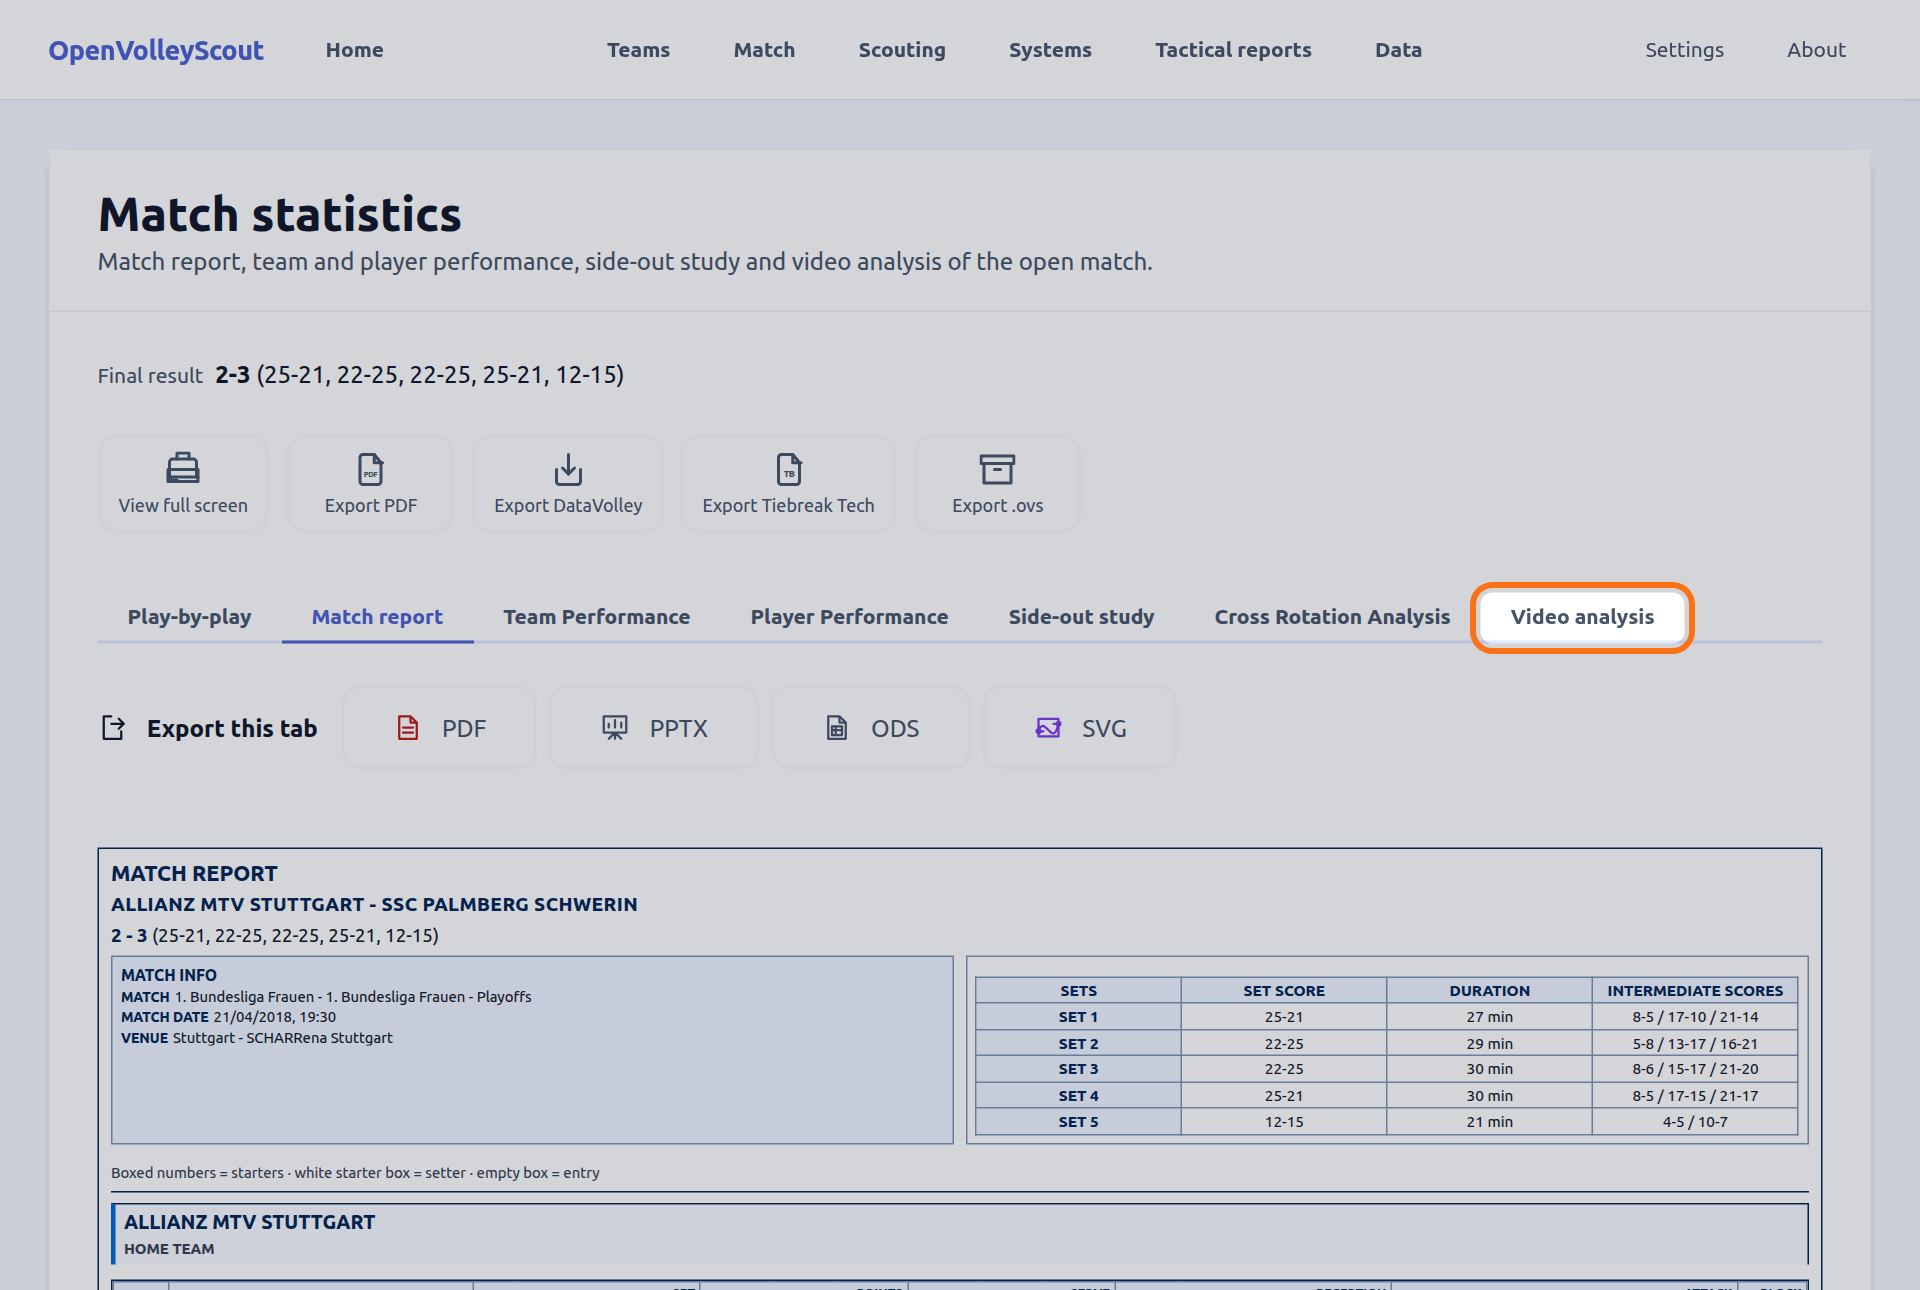 OpenVolleyScout Home Teams Match Scouting Systems Tactical reports Data Settings About
Match statistics
Match report, team and player performance, side-out study and video analysis of the open match.
Final result 2-3 (25-21, 22-25, 22-25, 25-21, 12-15)
PDF TB
View full screen Export PDF Export DataVolley Export Tiebreak Tech Export .ovs
Play-by-play Match report Team Performance Player Performance Side-out study Cross Rotation Analysis Video analysis
Export this tab PDF PPTX ODS SVG
MATCH REPORT
ALLIANZ MTV STUTTGART - SSC PALMBERG SCHWERIN
2 - 3 (25-21, 22-25, 22-25, 25-21, 12-15)
MATCH INFO
MATCH 1. Bundesliga Frauen - 1. Bundesliga Frauen - Playoffs
MATCH DATE 21/04/2018, 19:30
VENUE Stuttgart - SCHARRena Stuttgart
SETS SET SCORE DURATION INTERMEDIATE SCORES
SET 1 25-21 27 min 8-5 / 17-10 / 21-14
SET 2 22-25 29 min 5-8 / 13-17 / 16-21
SET 3 22-25 30 min 8-6 / 15-17 / 21-20
SET 4 25-21 30 min 8-5 / 17-15 / 21-17
SET 5 12-15 21 min 4-5 / 10-7
Boxed numbers = starters · white starter box = setter · empty box = entry
ALLIANZ MTV STUTTGART
HOME TEAM